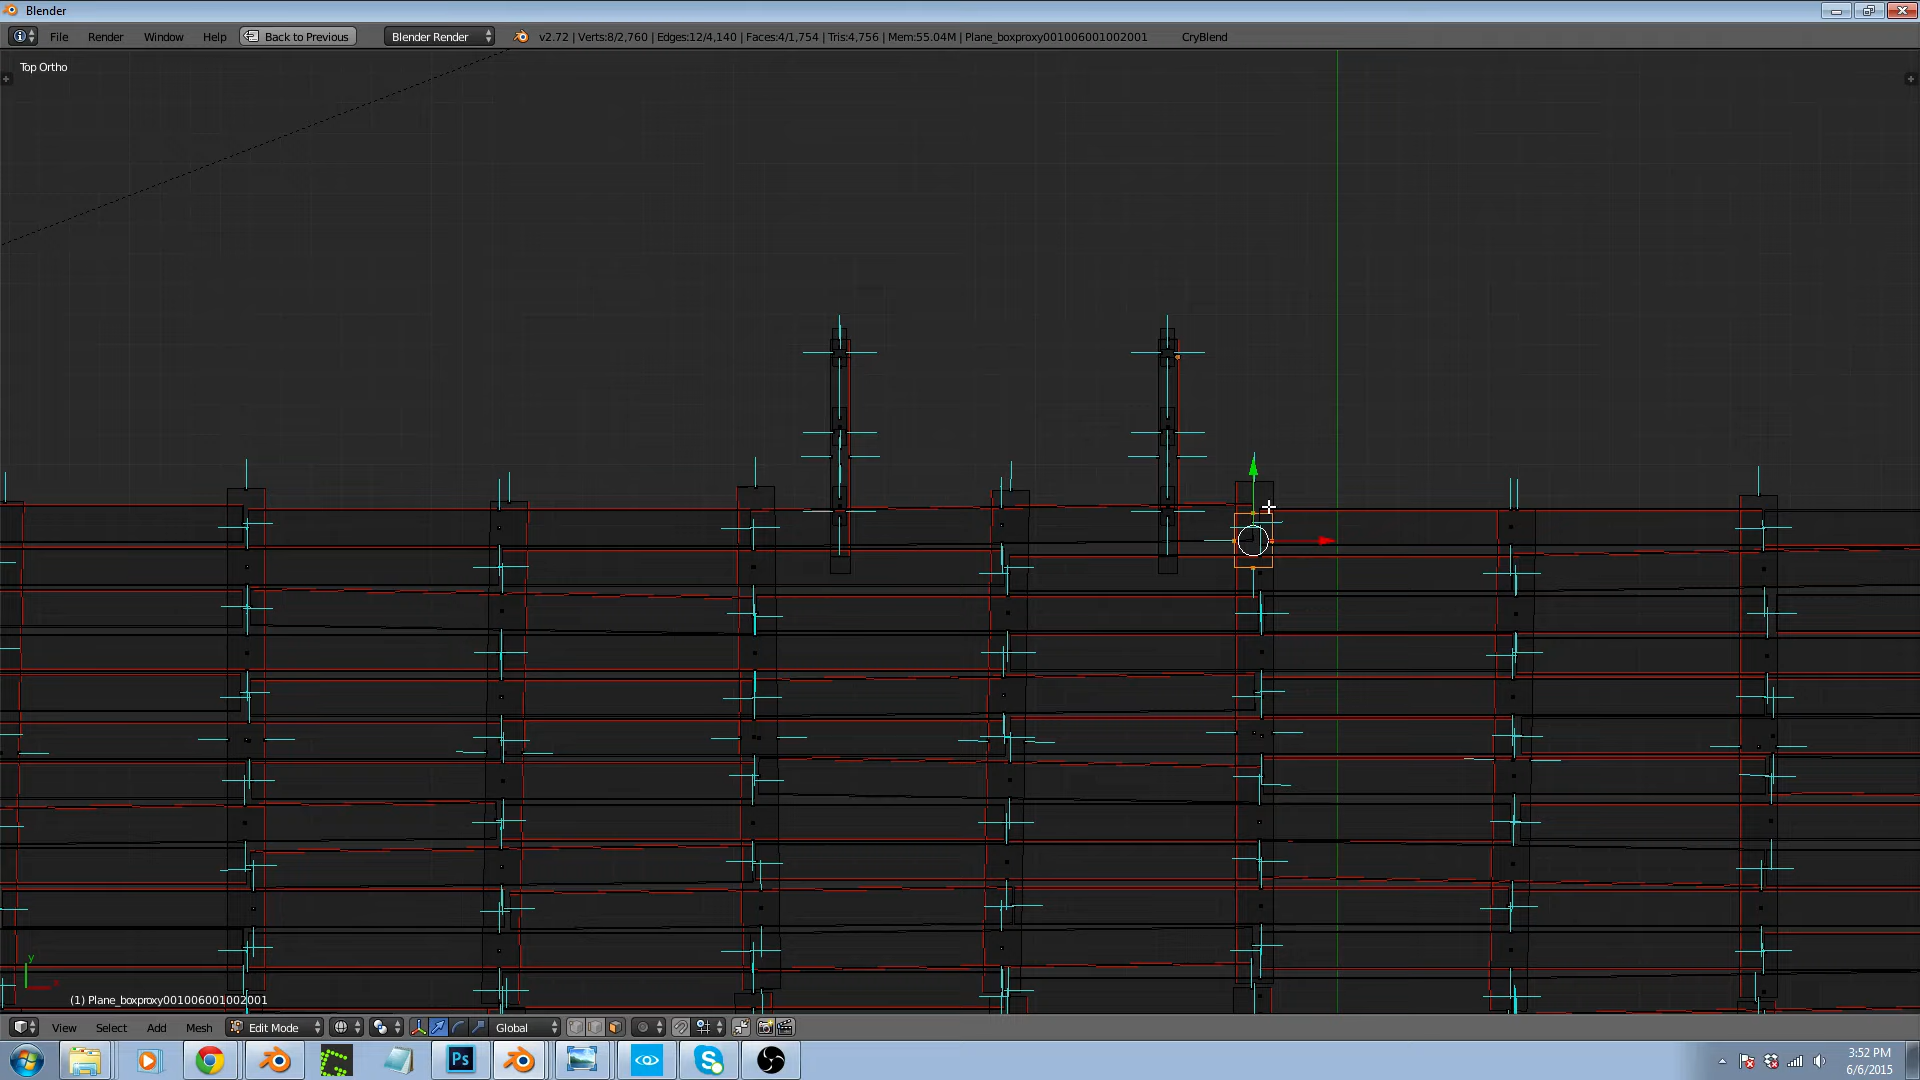 Blender
File Render Window Help Back to Previous Blender Render v2.72 | Verts:8/2,760 | Edges:12/4,140 | Faces:4/1,754 | Tris:4,756 | Mem:55.04M | Plane_boxproxy001006001002001 CryBlend
Top Ortho
y
(1) Plane_boxproxy001006001002001
View Select Add Mesh Edit Mode Global
Ps
3:52 PM
6/6/2015